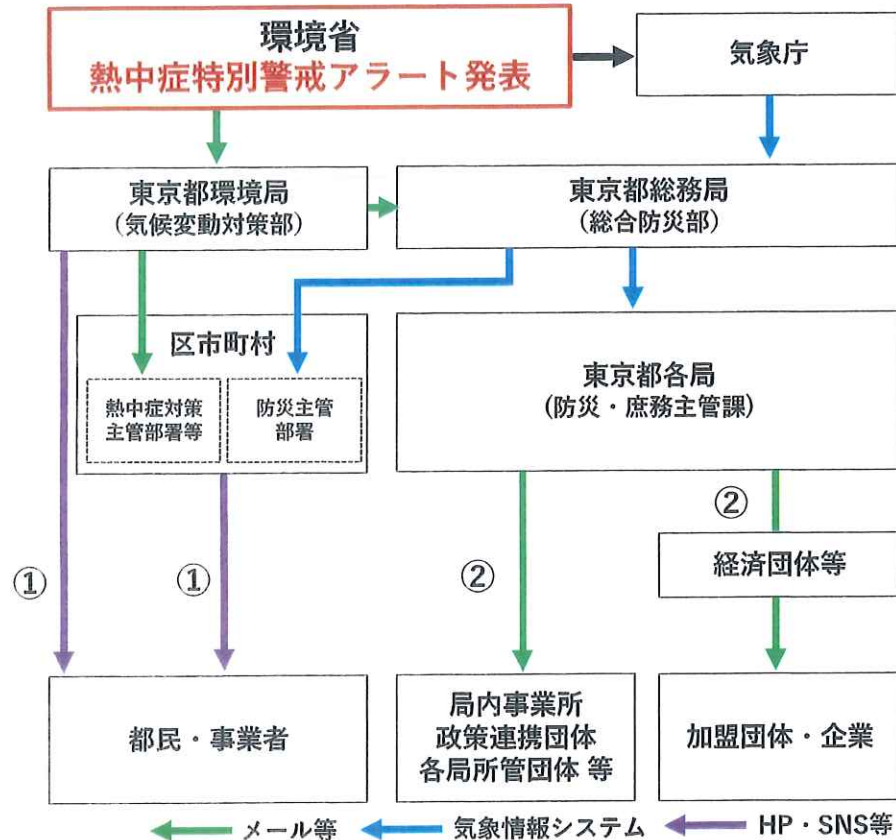 環境省
熱中症特別警戒アラート発表
気象庁
東京都環境局
（気候変動対策部）
東京都総務局
（総合防災部）
区市町村
熱中症対策
主管部署等
防災主管
部署
東京都各局
（防災・庶務主管課）
①
①
②
②
経済団体等
都民・事業者
局内事業所
政策連携団体
各局所管団体 等
加盟団体・企業
メール等
気象情報システム
HP・SNS等